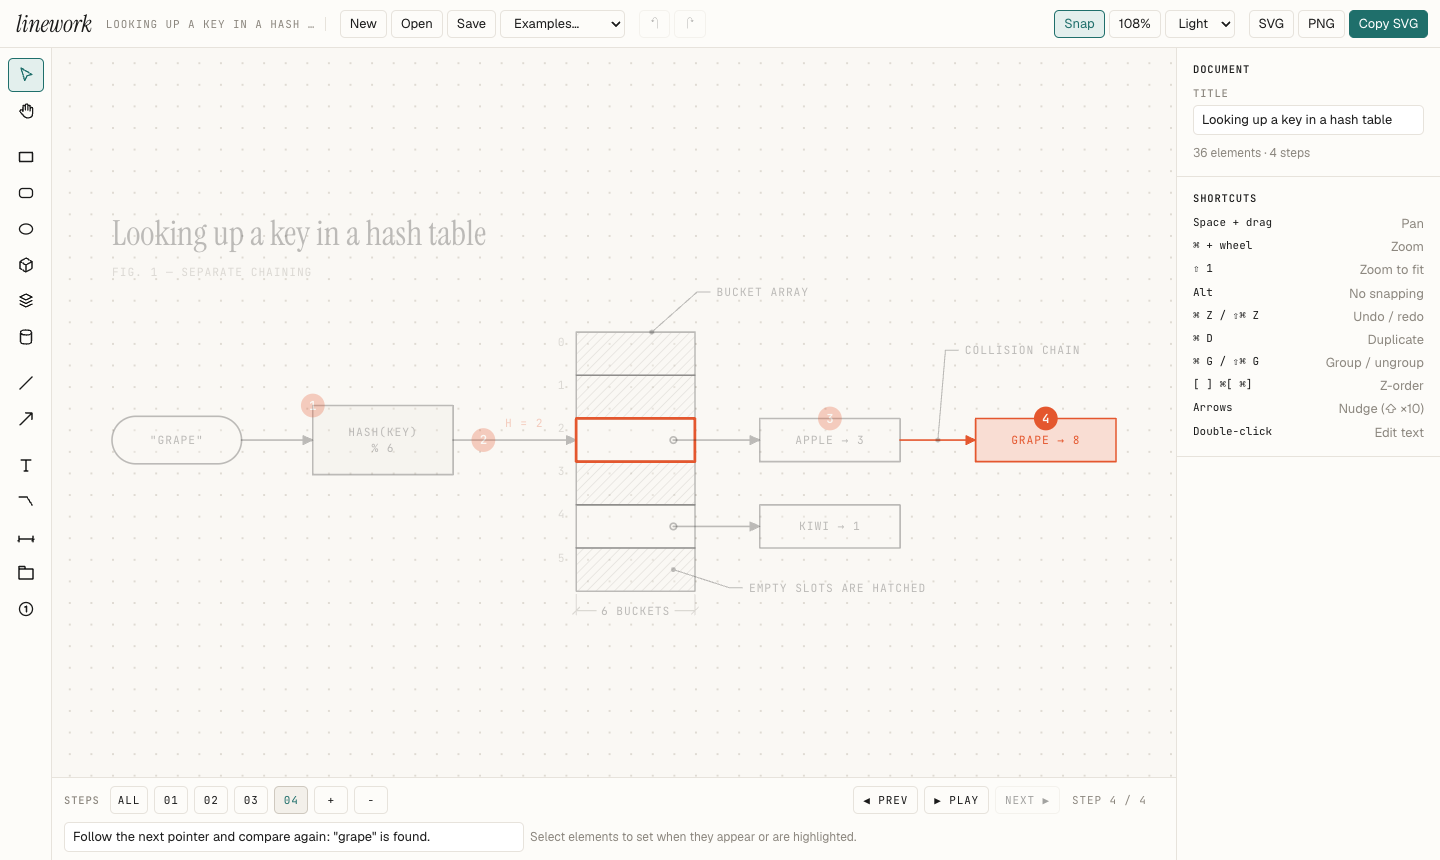 linework
LOOKING UP A KEY IN A HASH …
New
Open
Save
Examples…
Snap
108%
Light
SVG
PNG
Copy SVG
DOCUMENT
TITLE
Looking up a key in a hash table
36 elements · 4 steps
SHORTCUTS
Space + drag Pan
⌘ + wheel Zoom
⇧ 1 Zoom to fit
Alt No snapping
⌘ Z / ⇧⌘ Z Undo / redo
⌘ D Duplicate
⌘ G / ⇧⌘ G Group / ungroup
[ ] ⌘[ ⌘] Z-order
Arrows Nudge (⇧ ×10)
Double-click Edit text
Looking up a key in a hash table
FIG. 1 — SEPARATE CHAINING
BUCKET ARRAY
0
COLLISION CHAIN
1
1
3
4
"GRAPE"
HASH(KEY)
% 6
2
H = 2
2
APPLE → 3
GRAPE → 8
3
4
KIWI → 1
5
EMPTY SLOTS ARE HATCHED
6 BUCKETS
STEPS
ALL
01
02
03
04
+
-
◀ PREV
▶ PLAY
NEXT ▶
STEP 4 / 4
Follow the next pointer and compare again: "grape" is found.
Select elements to set when they appear or are highlighted.